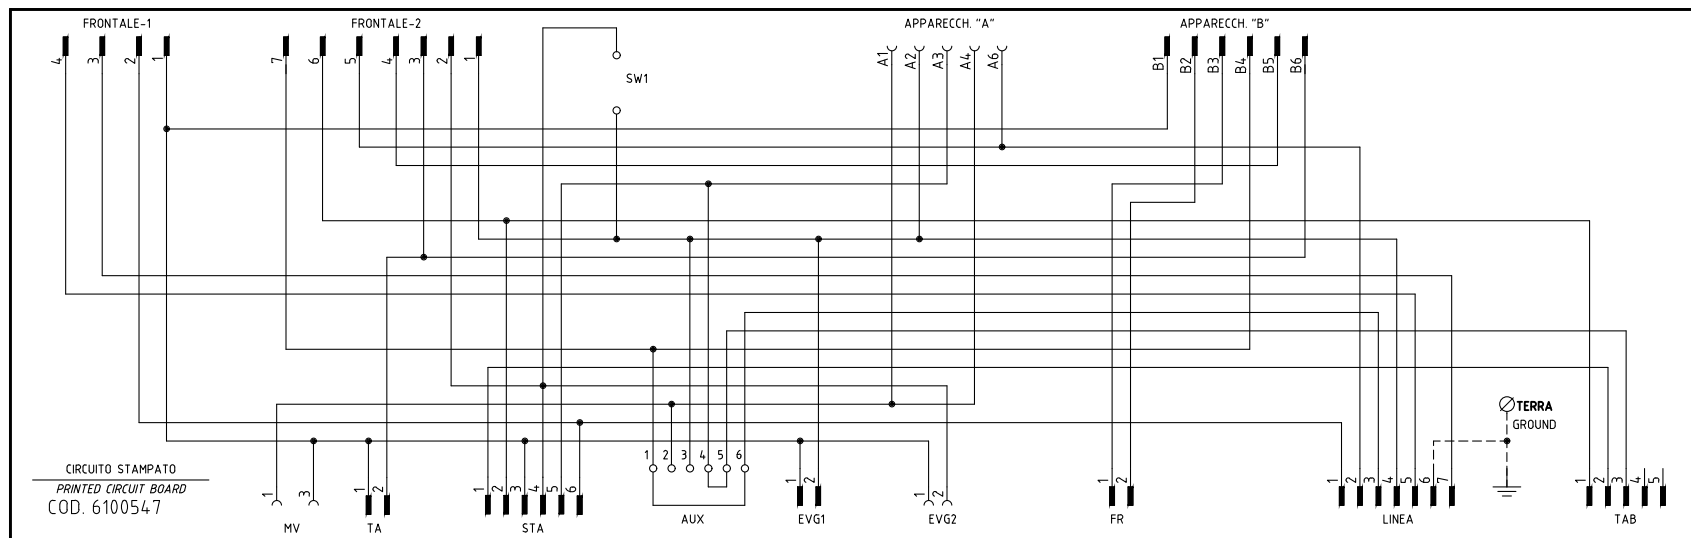 FRONTALE-1 FRONTALE-2 APPARECCH. "A" APPARECCH. "B"
4 3 2 1
7 6 5 4 3 2 1
SW1
A1 A2 A3 A4 A6
B1 B2 B3 B4 B5 B6
TERRA
GROUND
CIRCUITO STAMPATO
PRINTED CIRCUIT BOARD
COD. 6100547
1 3
MV
1 2
TA
1 2 3 4 5 6
STA
1 2 3 4 5 6
AUX
1 2
EVG1
1 2
EVG2
1 2
FR
1 2 3 4 5 6 7
LINEA
1 2 3 4 5
TAB